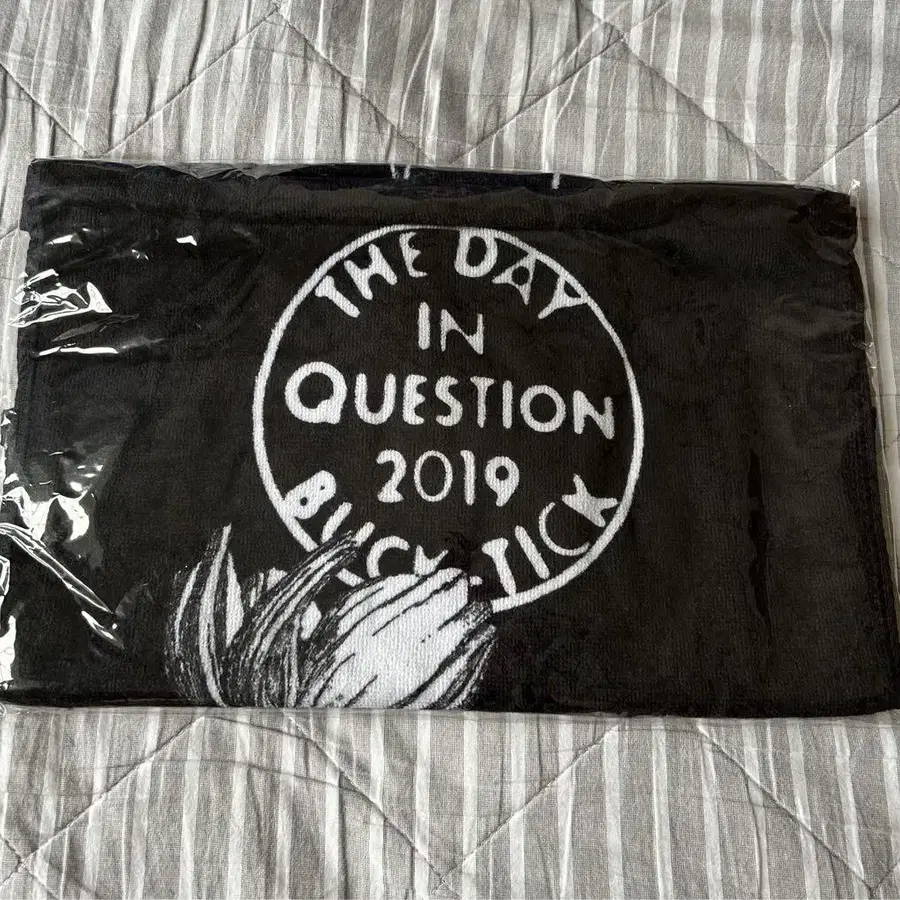 THE DAY
IN
QUESTION
2019
BUCK-TICK